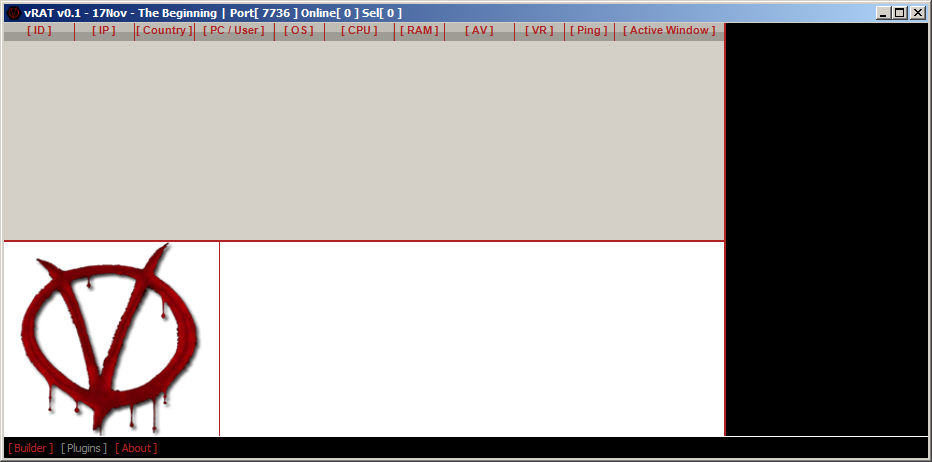 vRAT v0.1 - 17Nov - The Beginning | Port[ 7736 ] Online[ 0 ] Sel[ 0 ]
[ ID ] [ IP ] [ Country ] [ PC / User ] [ OS ] [ CPU ] [ RAM ] [ AV ] [ VR ] [ Ping ] [ Active Window ]
[ Builder ] [ Plugins ] [ About ]